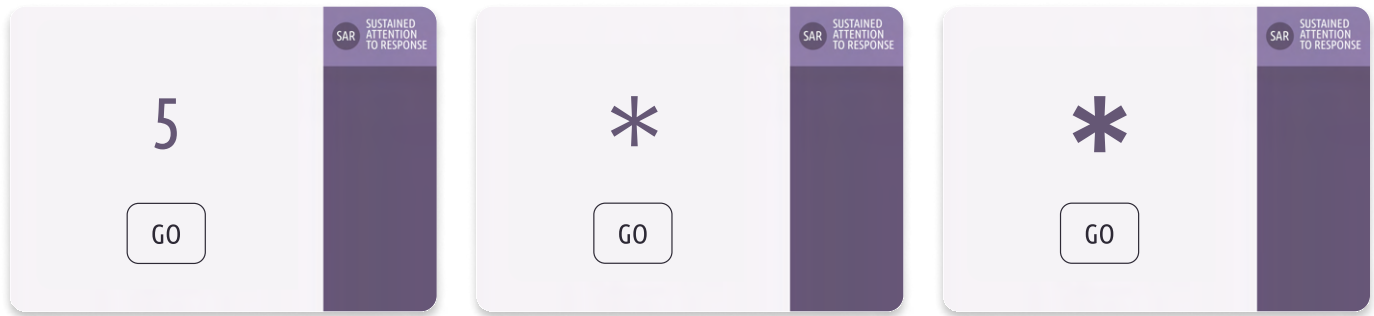 SAR
SUSTAINED
ATTENTION
TO RESPONSE
5
GO
SAR
SUSTAINED
ATTENTION
TO RESPONSE
*
GO
SAR
SUSTAINED
ATTENTION
TO RESPONSE
*
GO